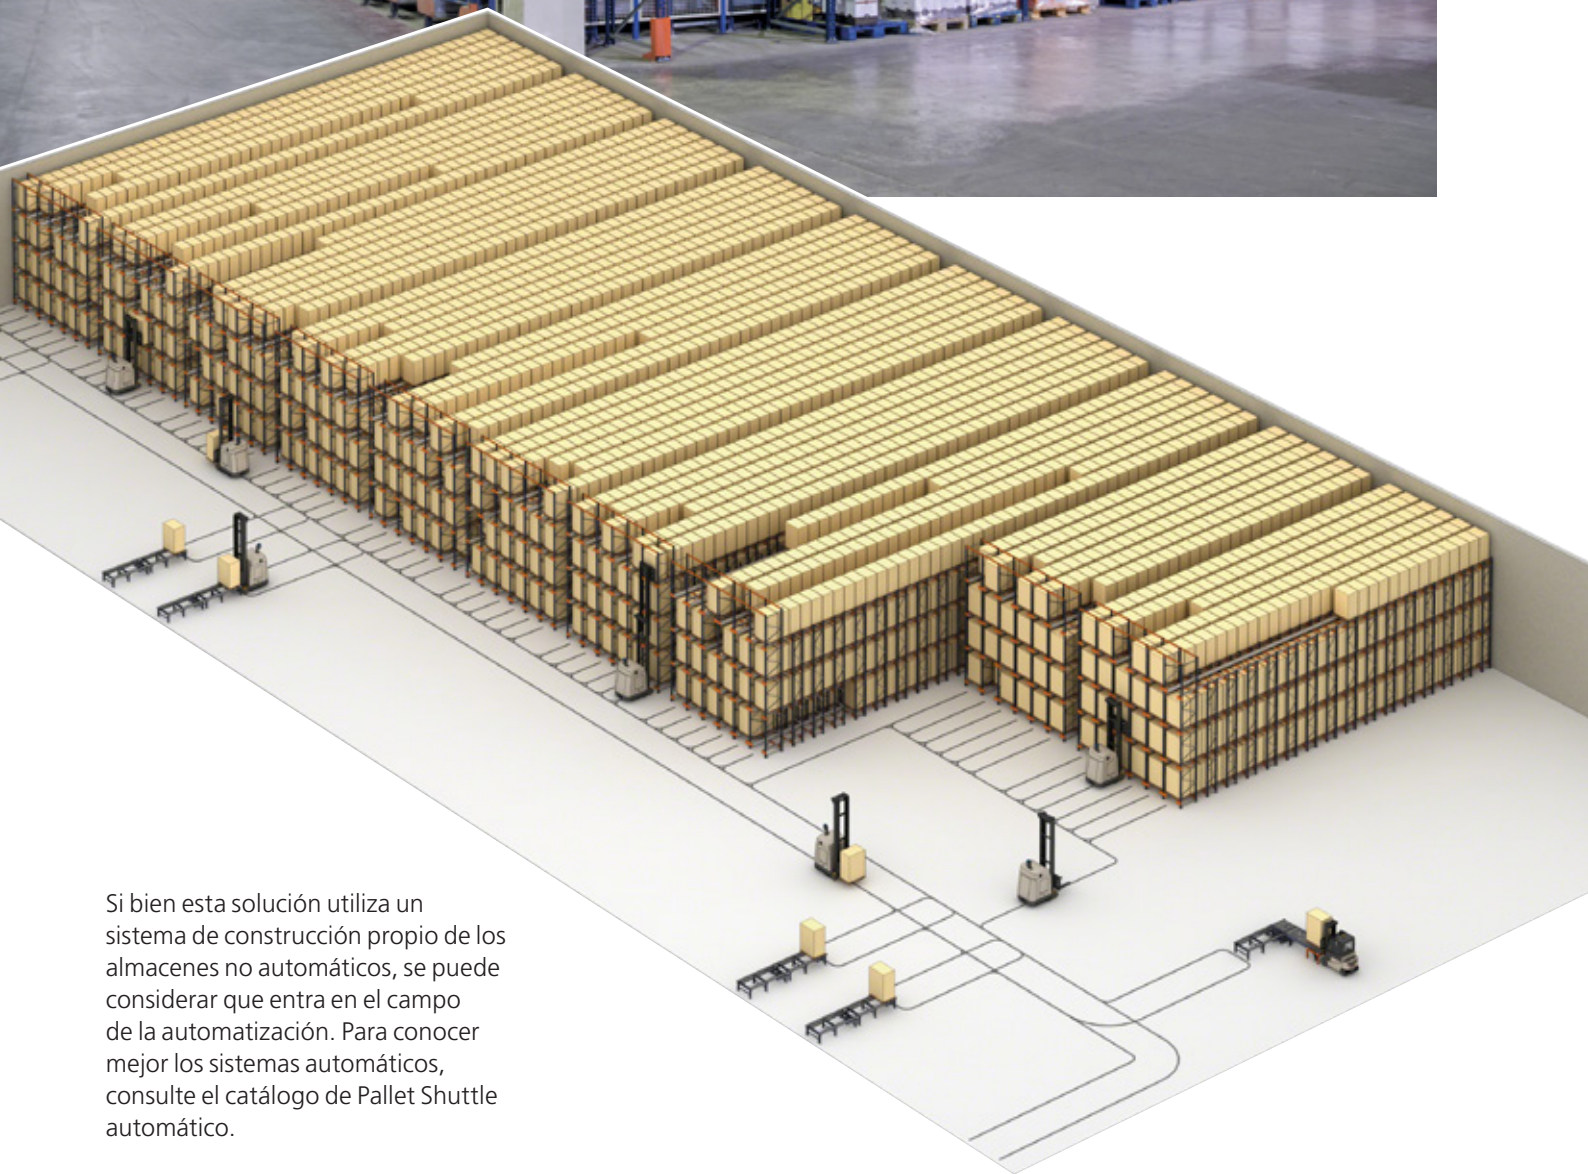 Si bien esta solución utiliza un
sistema de construcción propio de los
almacenes no automáticos, se puede
considerar que entra en el campo
de la automatización. Para conocer
mejor los sistemas automáticos,
consulte el catálogo de Pallet Shuttle
automático.